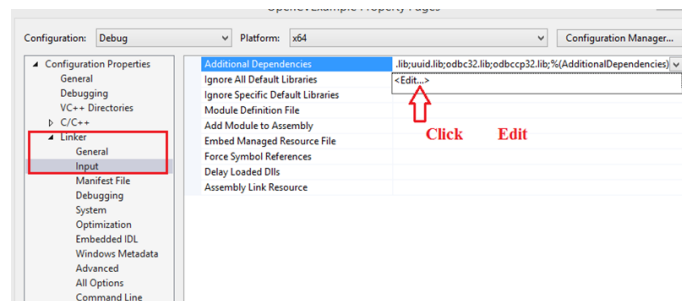 OpenCVExample Property Pages
Configuration: Debug Platform: x64 Configuration Manager...
Configuration Properties
General
Debugging
VC++ Directories
C/C++
Linker
General
Input
Manifest File
Debugging
System
Optimization
Embedded IDL
Windows Metadata
Advanced
All Options
Command Line
Additional Dependencies .lib;uuid.lib;odbc32.lib;odbccp32.lib;%(AdditionalDependencies)
Ignore All Default Libraries <Edit...>
Ignore Specific Default Libraries
Module Definition File
Add Module to Assembly
Embed Managed Resource File
Force Symbol References
Delay Loaded Dlls
Assembly Link Resource
Click Edit